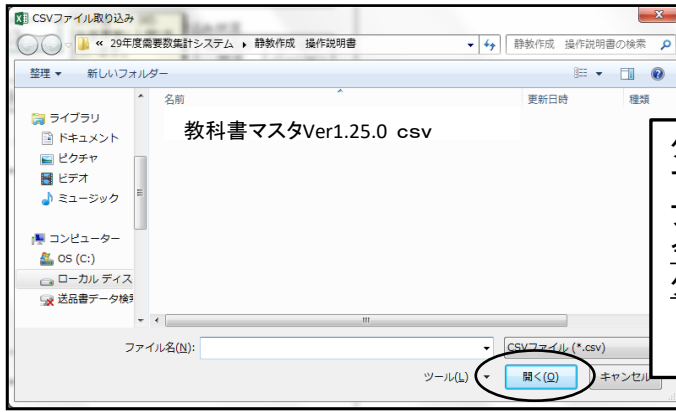 CSVファイル取り込み
« 29年度需要数集計システム ▸ 静教作成 操作説明書
静教作成 操作説明書の検索
整理 ▼ 新しいフォルダー
名前 更新日時 種類
ライブラリ
ドキュメント
ピクチャ
ビデオ
ミュージック
教科書マスタVer1.25.0 csv
コンピューター
OS (C:)
ローカル ディス
送品書データ検
ファイル名(N):
CSVファイル (*.csv)
ツール(L) ▼ 開く(O) キャンセル